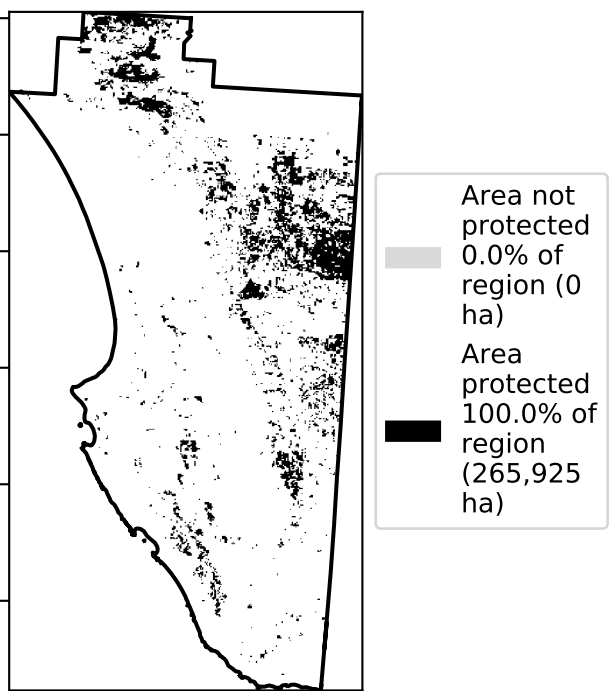 Area not
protected
0.0% of
region (0
ha)
Area
protected
100.0% of
region
(265,925
ha)